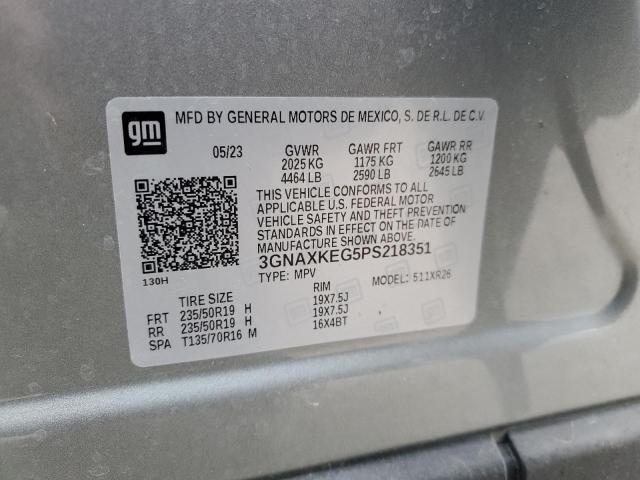 gm
MFD BY GENERAL MOTORS DE MEXICO, S. DE R.L. DE C.V.
05/23 GVWR GAWR FRT GAWR RR
2025 KG 1175 KG 1200 KG
4464 LB 2590 LB 2645 LB
THIS VEHICLE CONFORMS TO ALL
APPLICABLE U.S. FEDERAL MOTOR
VEHICLE SAFETY AND THEFT PREVENTION
STANDARDS IN EFFECT ON THE DATE OF
MANUFACTURE SHOWN ABOVE.
3GNAXKEG5PS218351
TYPE: MPV MODEL: 511XR26
130H
TIRE SIZE RIM
FRT 235/50R19 H 19X7.5J
RR 235/50R19 H 19X7.5J
SPA T135/70R16 M 16X4BT